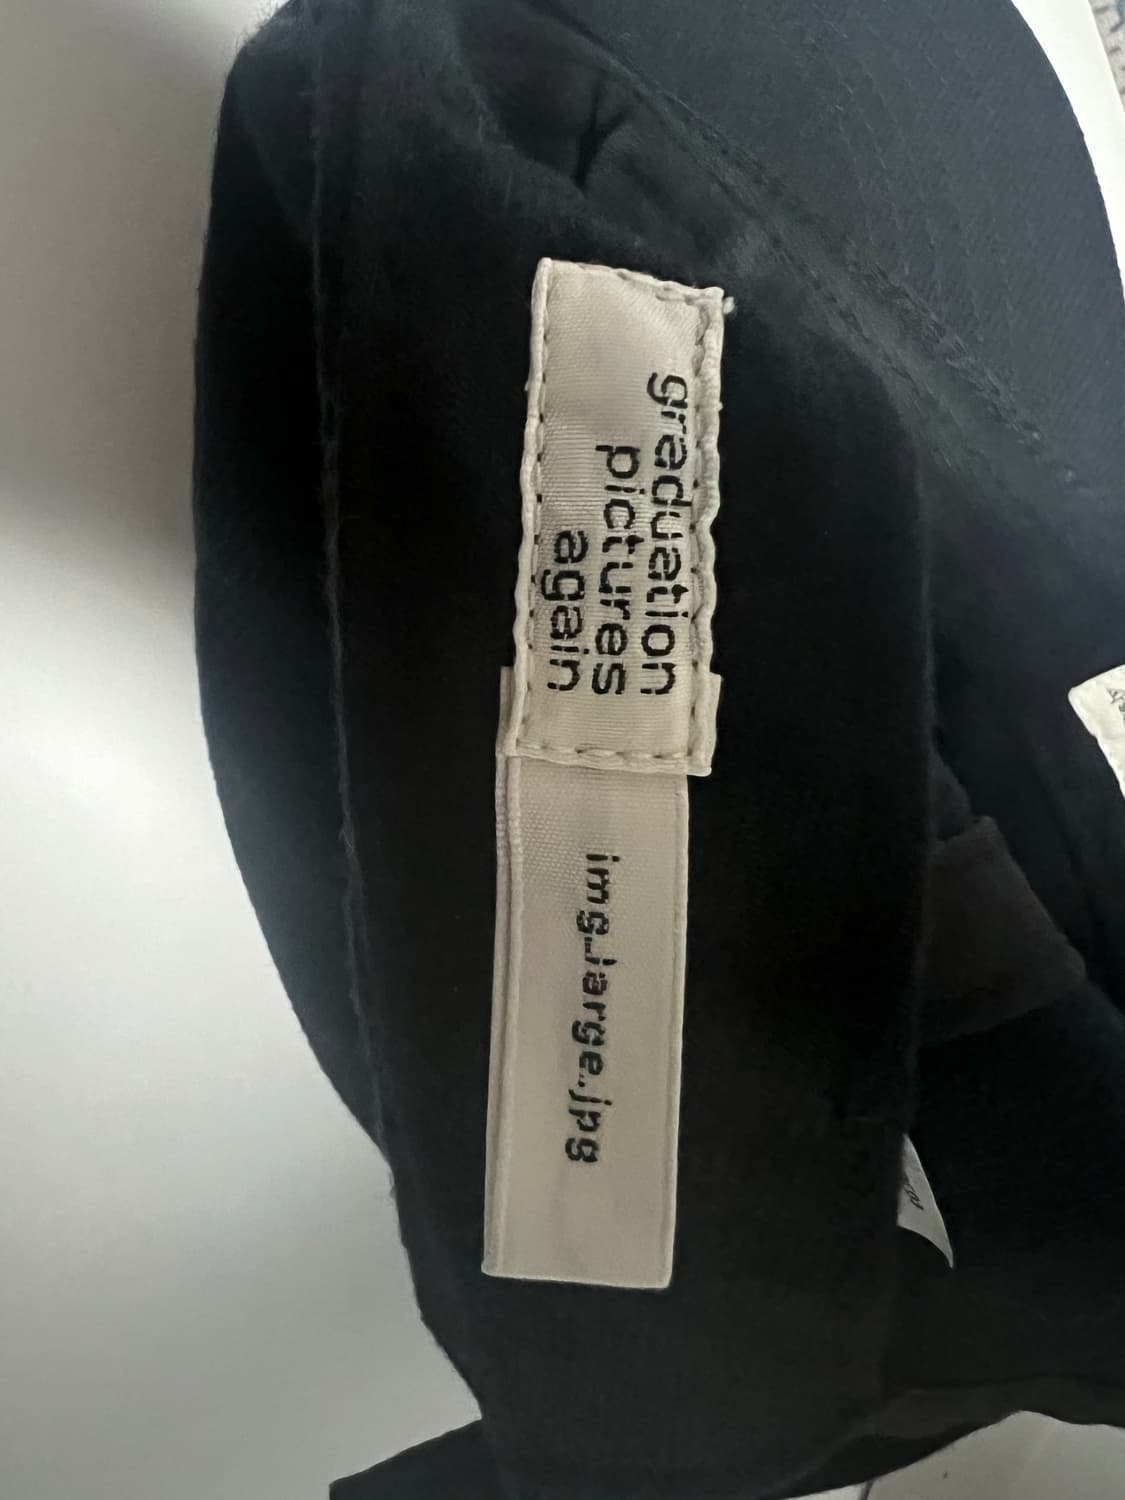 graduation
pictures
again
img_large.jpg